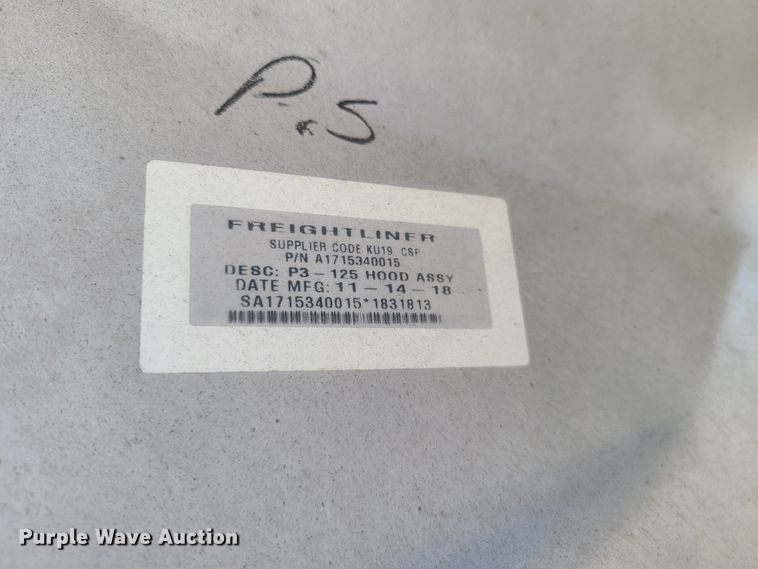 P.S
FREIGHTLINER
SUPPLIER CODE KU19 CSP
P/N A1715340015
DESC: P3-125 HOOD ASSY
DATE MFG: 11-14-18
SA1715340015*1831813
Purple Wave Auction